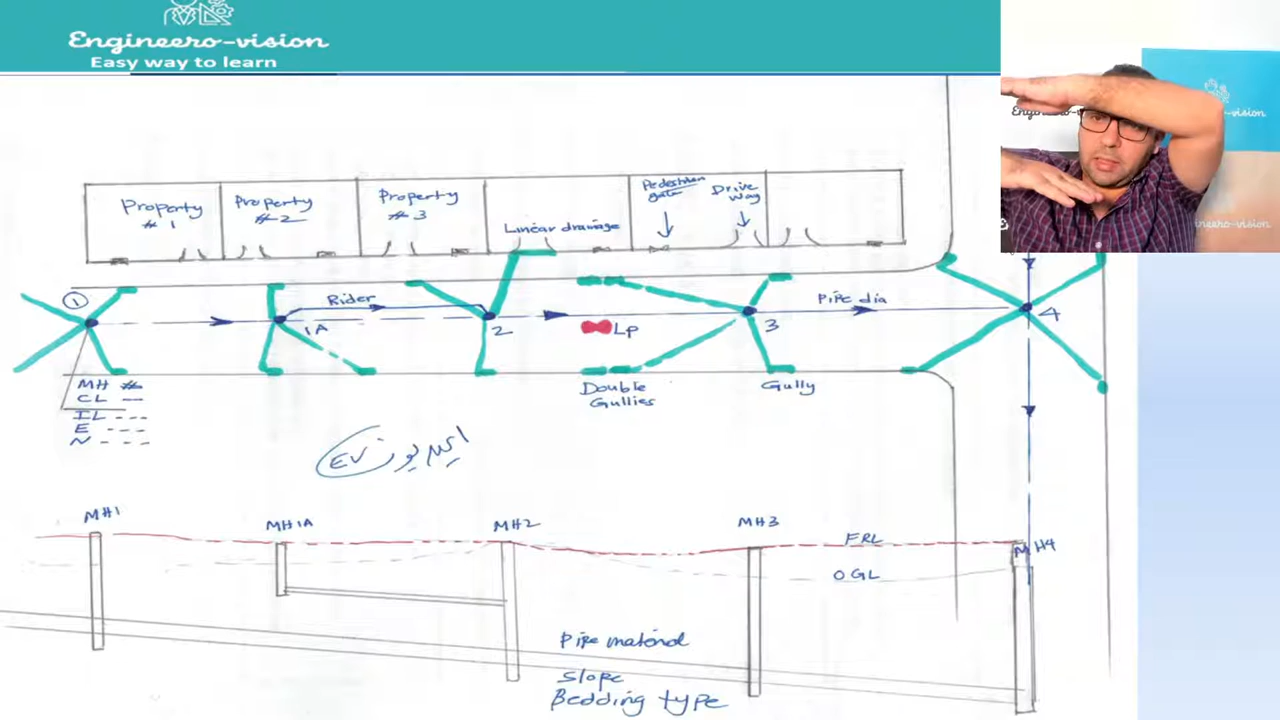 Engineero-vision
Easy way to learn
Property
# 1
Property
# 2
Property
# 3
Linear drainage
Pedestrian
gate
Drive
way
1
Rider
1A
2
Lp
3
Pipe dia
4
MH #
CL
IL
E
N
Double
Gullies
Gully
EV
MH1
MH1A
MH2
MH3
FRL
MH4
OGL
Pipe material
Slope
Bedding type